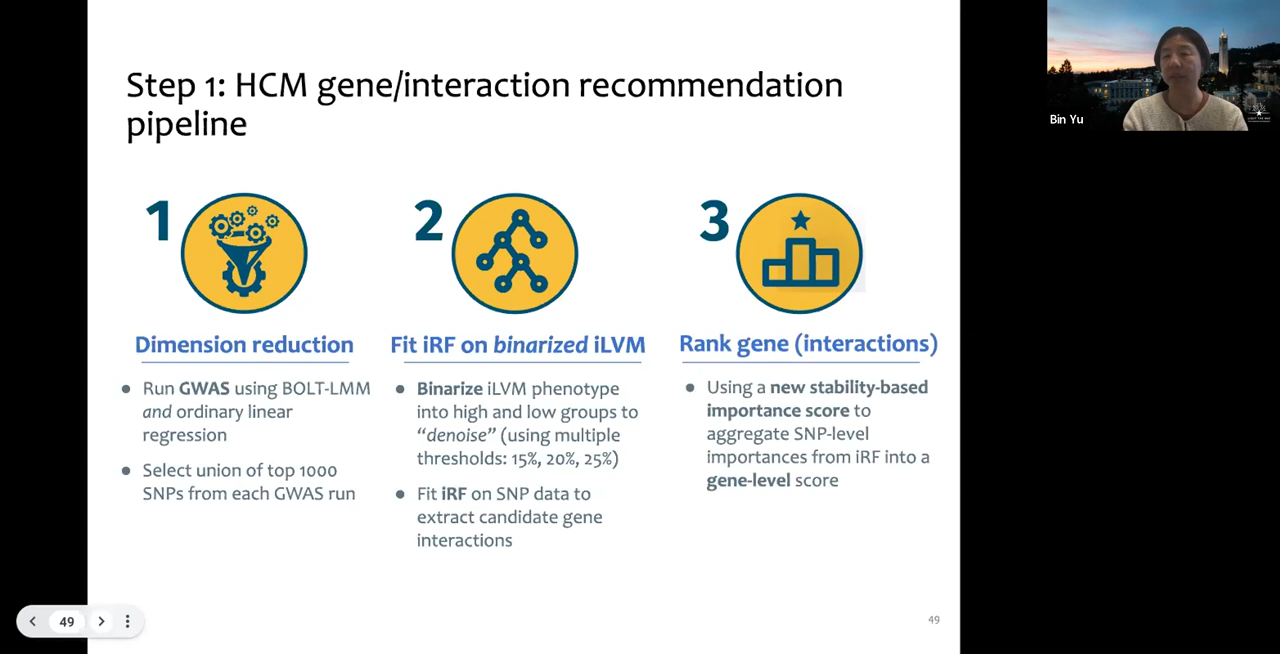 Step 1: HCM gene/interaction recommendation
pipeline
1
2
3
Dimension reduction
● Run GWAS using BOLT-LMM
and ordinary linear
regression
● Select union of top 1000
SNPs from each GWAS run
Fit iRF on binarized iLVM
● Binarize iLVM phenotype
into high and low groups to
“denoise” (using multiple
thresholds: 15%, 20%, 25%)
● Fit iRF on SNP data to
extract candidate gene
interactions
Rank gene (interactions)
● Using a new stability-based
importance score to
aggregate SNP-level
importances from iRF into a
gene-level score
49
49
Bin Yu